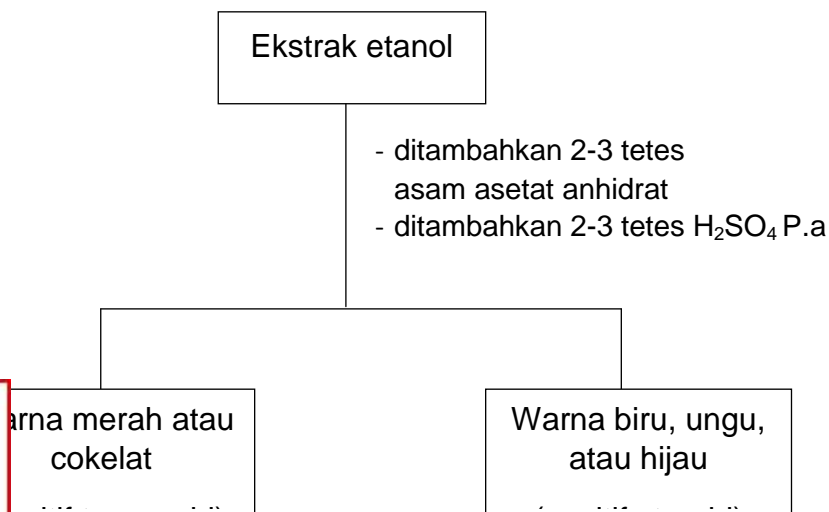 Ekstrak etanol
- ditambahkan 2-3 tetes
asam asetat anhidrat
- ditambahkan 2-3 tetes H₂SO₄ P.a
merah atau
cokelat
Warna biru, ungu,
atau hijau